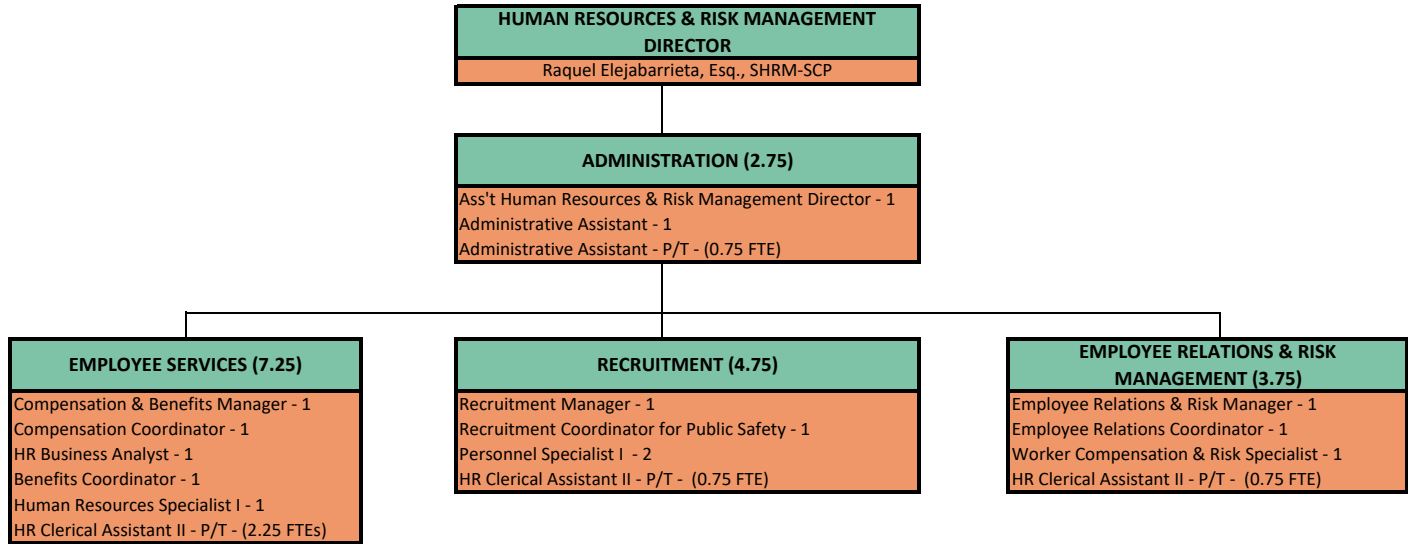 HUMAN RESOURCES & RISK MANAGEMENT
DIRECTOR
Raquel Elejabarrieta, Esq., SHRM-SCP
ADMINISTRATION (2.75)
Ass't Human Resources & Risk Management Director - 1
Administrative Assistant - 1
Administrative Assistant - P/T - (0.75 FTE)
EMPLOYEE SERVICES (7.25)
Compensation & Benefits Manager - 1
Compensation Coordinator - 1
HR Business Analyst - 1
Benefits Coordinator - 1
Human Resources Specialist I - 1
HR Clerical Assistant II - P/T - (2.25 FTEs)
RECRUITMENT (4.75)
Recruitment Manager - 1
Recruitment Coordinator for Public Safety - 1
Personnel Specialist I - 2
HR Clerical Assistant II - P/T - (0.75 FTE)
EMPLOYEE RELATIONS & RISK
MANAGEMENT (3.75)
Employee Relations & Risk Manager - 1
Employee Relations Coordinator - 1
Worker Compensation & Risk Specialist - 1
HR Clerical Assistant II - P/T - (0.75 FTE)